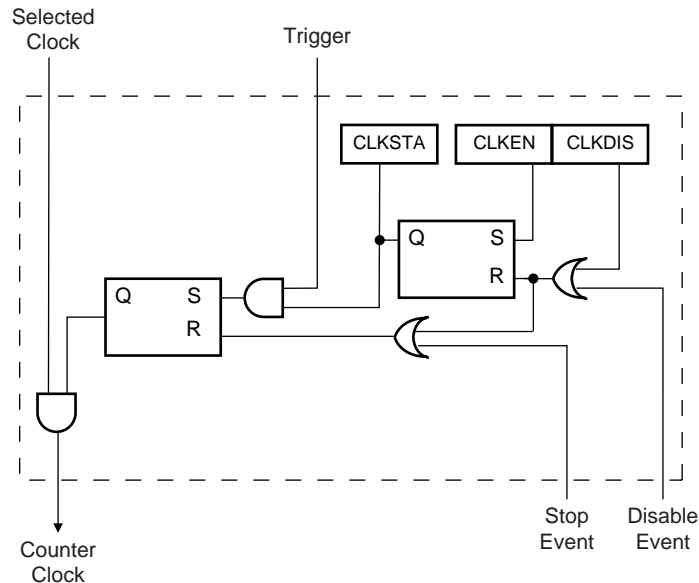 Selected
Clock
Trigger
CLKSTA
CLKEN
CLKDIS
Q
S
R
Q
S
R
Stop
Event
Disable
Event
Counter
Clock